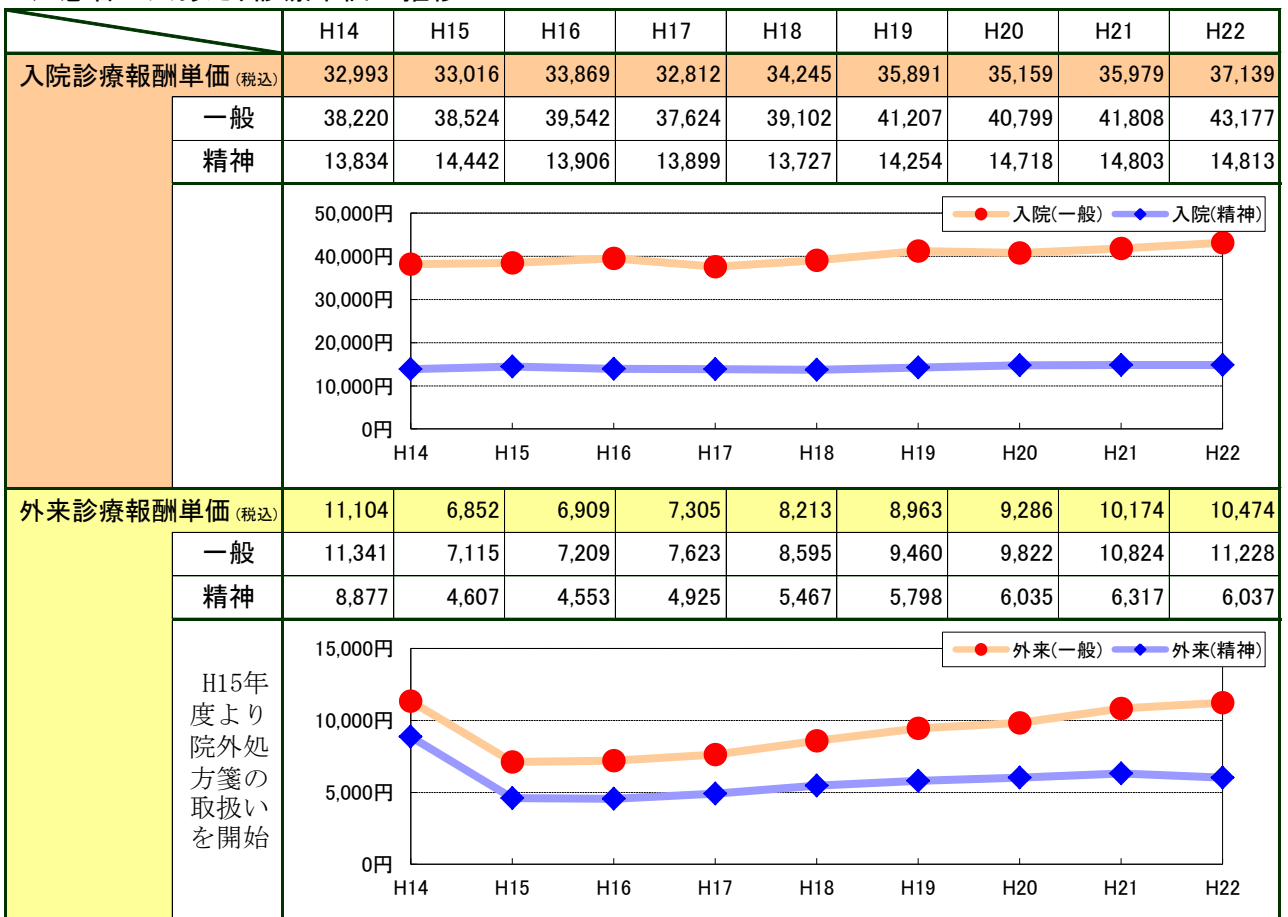 H14 H15 H16 H17 H18 H19 H20 H21 H22
入院診療報酬単価(税込) 32,993 33,016 33,869 32,812 34,245 35,891 35,159 35,979 37,139
一般 38,220 38,524 39,542 37,624 39,102 41,207 40,799 41,808 43,177
精神 13,834 14,442 13,906 13,899 13,727 14,254 14,718 14,803 14,813
入院(一般) 入院(精神)
50,000円
40,000円
30,000円
20,000円
10,000円
0円
H14 H15 H16 H17 H18 H19 H20 H21 H22
外来診療報酬単価(税込) 11,104 6,852 6,909 7,305 8,213 8,963 9,286 10,174 10,474
一般 11,341 7,115 7,209 7,623 8,595 9,460 9,822 10,824 11,228
精神 8,877 4,607 4,553 4,925 5,467 5,798 6,035 6,317 6,037
H15年
度より
院外処
方箋の
取扱い
を開始
外来(一般) 外来(精神)
15,000円
10,000円
5,000円
0円
H14 H15 H16 H17 H18 H19 H20 H21 H22